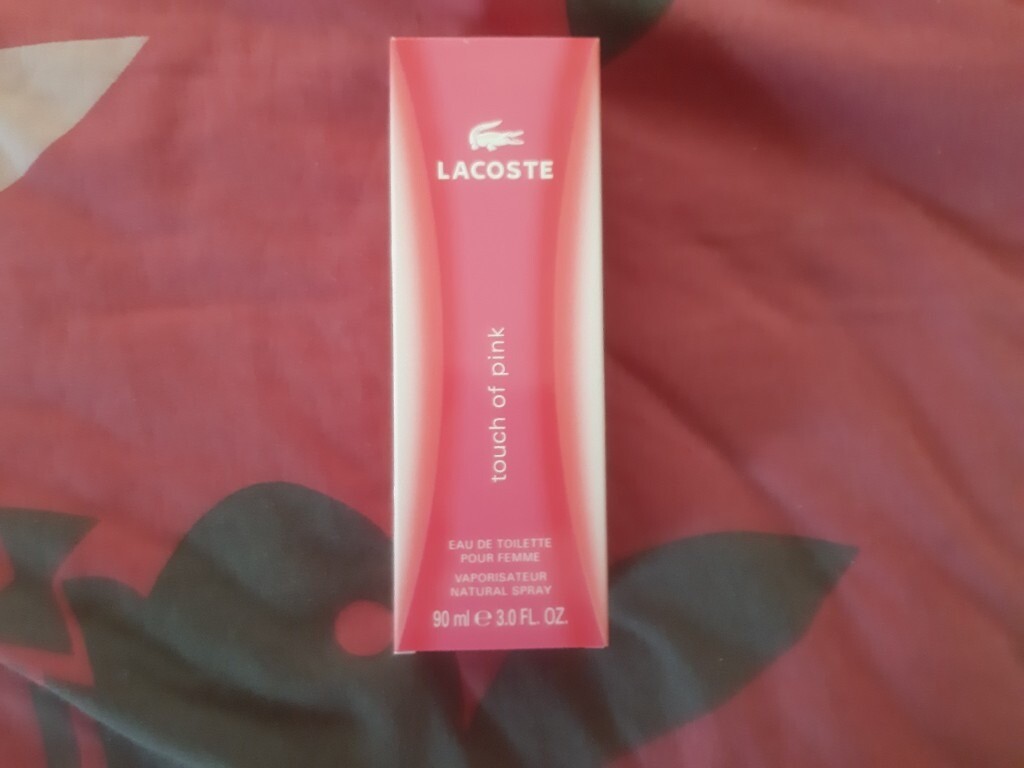 LACOSTE
touch of pink
EAU DE TOILETTE
POUR FEMME
VAPORISATEUR
NATURAL SPRAY
90 ml ℮ 3.0 FL. OZ.